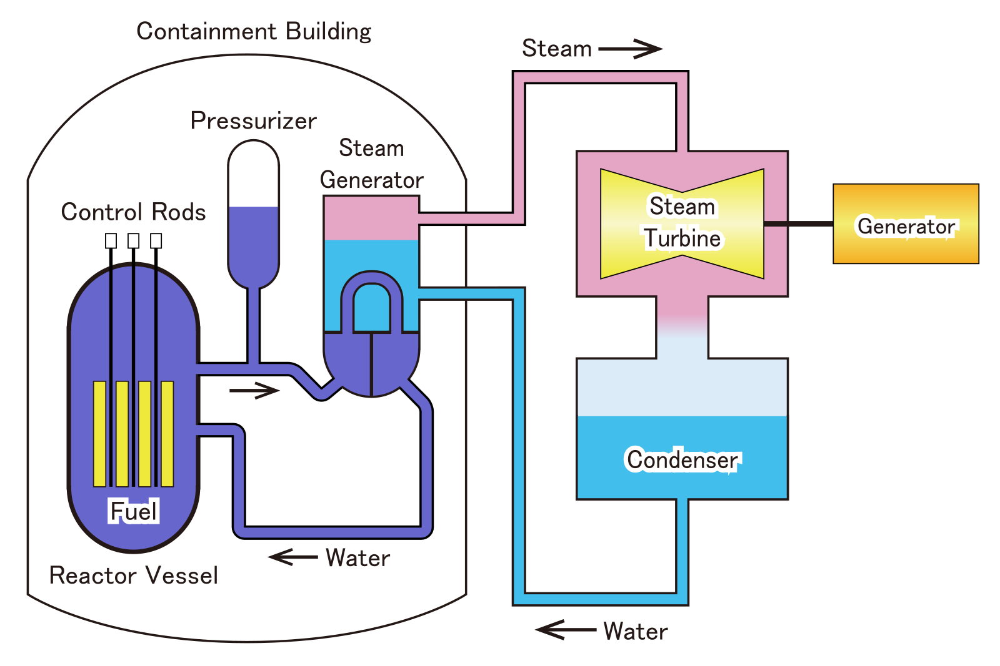 Containment Building
Steam
Pressurizer
Steam
Generator
Control Rods
Steam
Turbine
Generator
Condenser
Fuel
Water
Reactor Vessel
Water